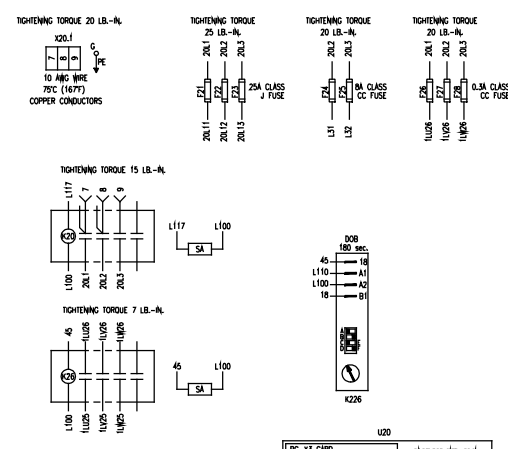 TIGHTENING TORQUE 20 LB.-IN.
X20.1
7 8 9
G
PE
10 AWG WIRE
75°C (167°F)
COPPER CONDUCTORS
TIGHTENING TORQUE
25 LB.-IN.
20L1 20L2 20L3
F21 F22 F23
25A CLASS
J FUSE
20L11 20L12 20L13
TIGHTENING TORQUE
20 LB.-IN.
20L2 20L3
F24 F25
8A CLASS
CC FUSE
L31 L32
TIGHTENING TORQUE
20 LB.-IN.
20L1 20L2 20L3
F26 F27 F28
0.3A CLASS
CC FUSE
1LU26 1LV26 1LW26
TIGHTENING TORQUE 15 LB.-IN.
L117 7 8 9
K20
L100 20L1 20L2 20L3
L117 L100
SA
TIGHTENING TORQUE 7 LB.-IN.
45 1LU26 1LV26 1LW26
K26
L100 1LU25 1LV25 1LW25
45 L100
SA
DOB
180 sec.
45 18
L110 A1
L100 A2
18 B1
K226
U20